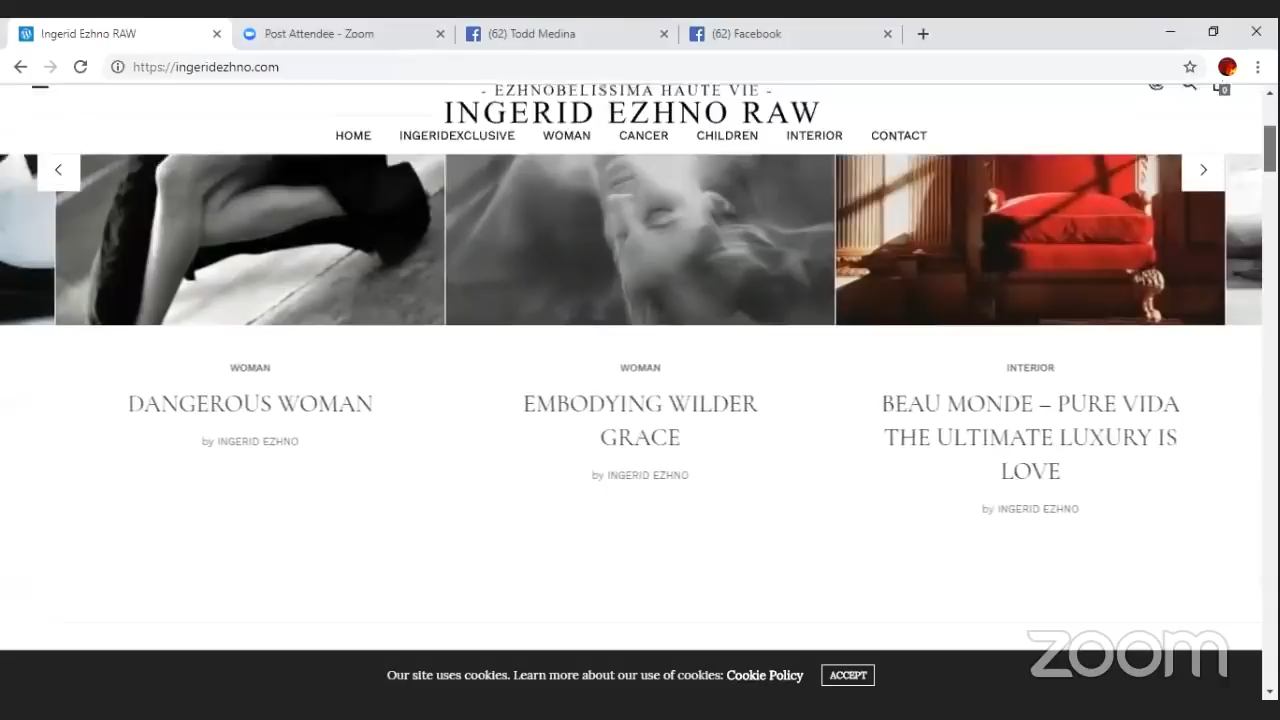 Ingerid Ezhno RAW
Post Attendee - Zoom
(62) Todd Medina
(62) Facebook
https://ingeridezhno.com
- EZHNOBELISSIMA HAUTE VIE -
INGERID EZHNO RAW
0
HOME INGERIDEXCLUSIVE WOMAN CANCER CHILDREN INTERIOR CONTACT
WOMAN
DANGEROUS WOMAN
by INGERID EZHNO
WOMAN
EMBODYING WILDER
GRACE
by INGERID EZHNO
INTERIOR
BEAU MONDE – PURE VIDA
THE ULTIMATE LUXURY IS
LOVE
by INGERID EZHNO
Our site uses cookies. Learn more about our use of cookies: Cookie Policy ACCEPT
zoom